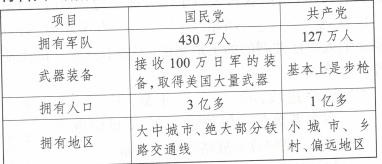 项目 国民党 共产党
拥有军队 430万人 127万人
武器装备 接收100万日军的装备,取得美国大量武器 基本上是步枪
拥有人口 3亿多 1亿多
拥有地区 大中城市、绝大部分铁路交通线 小城市、乡村、偏远地区